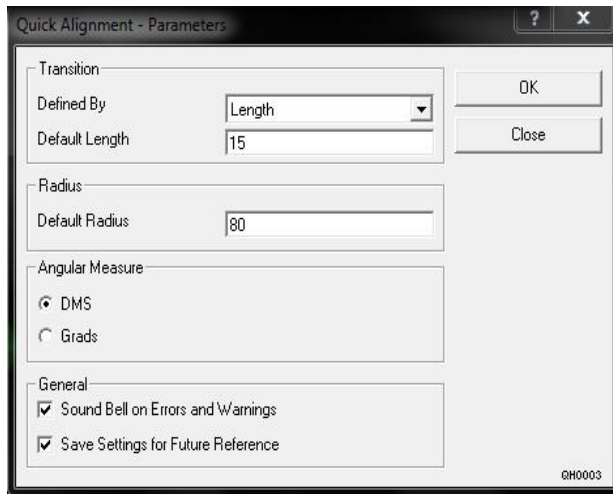 Quick Alignment - Parameters
? X
Transition
Defined By Length
Default Length 15
OK
Close
Radius
Default Radius 80
Angular Measure
DMS
Grads
General
Sound Bell on Errors and Warnings
Save Settings for Future Reference
QH0003